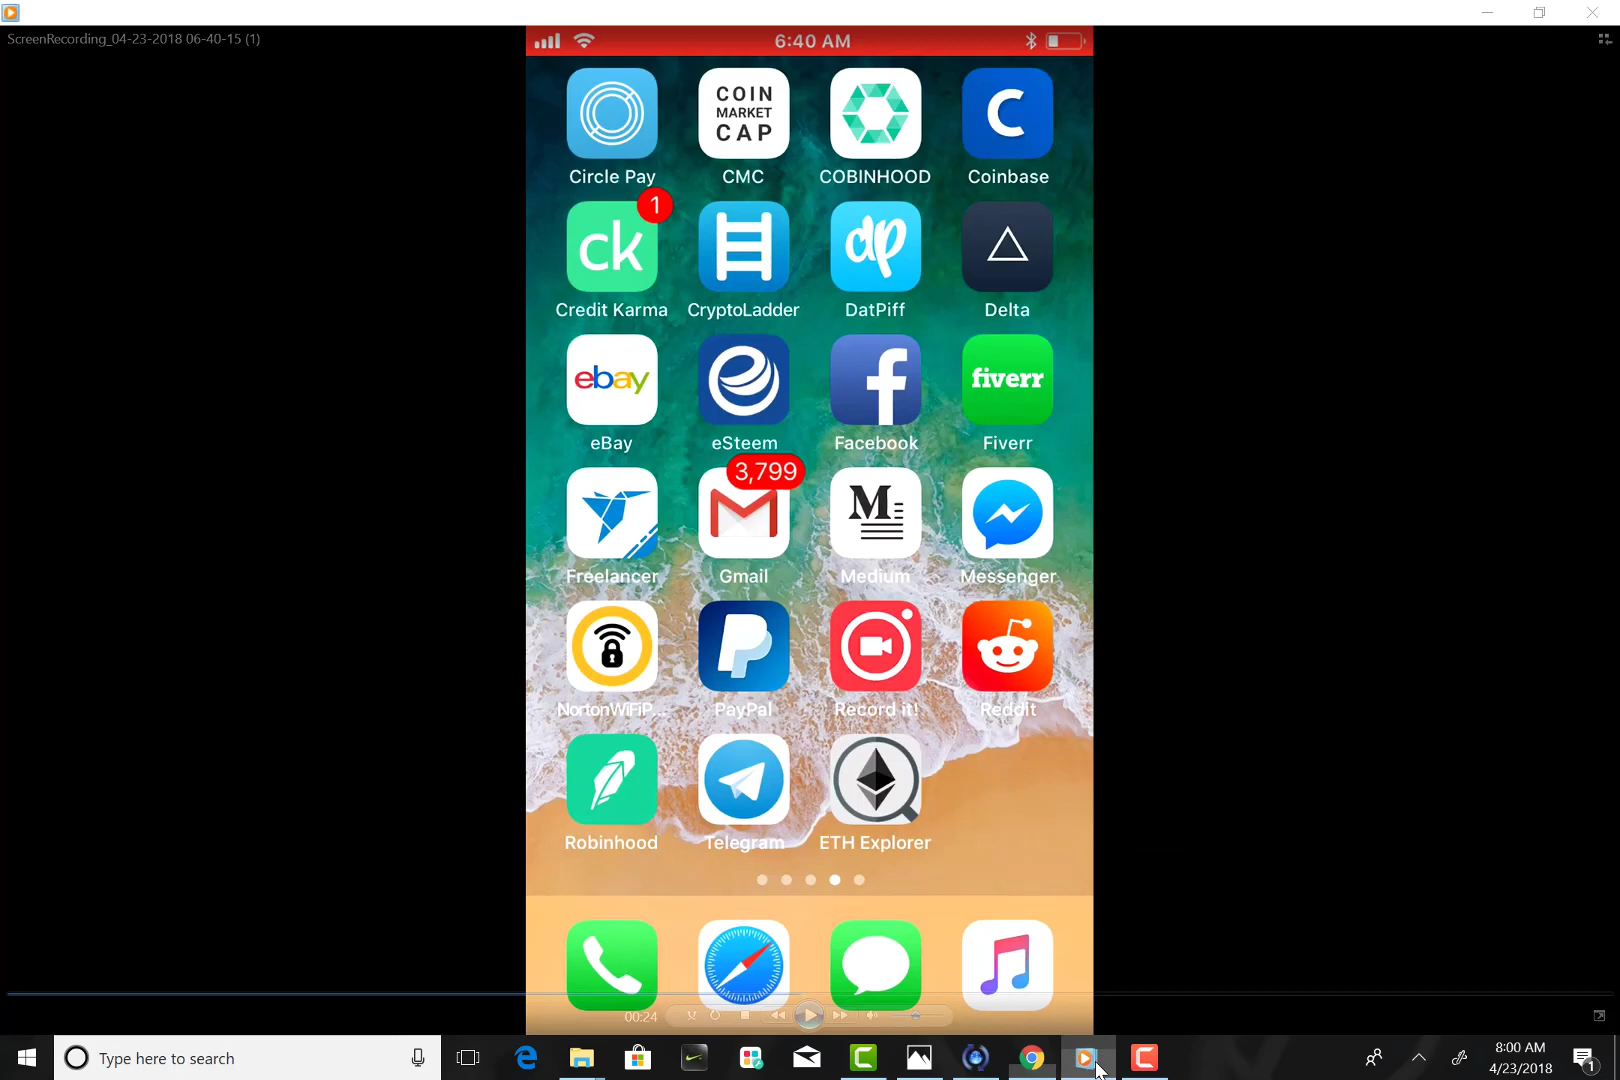 ScreenRecording_04-23-2018 06-40-15 (1)
6:40 AM
COIN
MARKET
CAP
C
Circle Pay
CMC
COBINHOOD
Coinbase
1
ck
dp
Credit Karma
CryptoLadder
DatPiff
Delta
ebay
e
f
fiverr
eBay
eSteem
Facebook
Fiverr
3,799
M
Freelancer
Gmail
Medium
Messenger
P
NortonWiFiP...
PayPal
Record it!
Reddit
Robinhood
Telegram
ETH Explorer
00:24
Type here to search
8:00 AM
4/23/2018
1